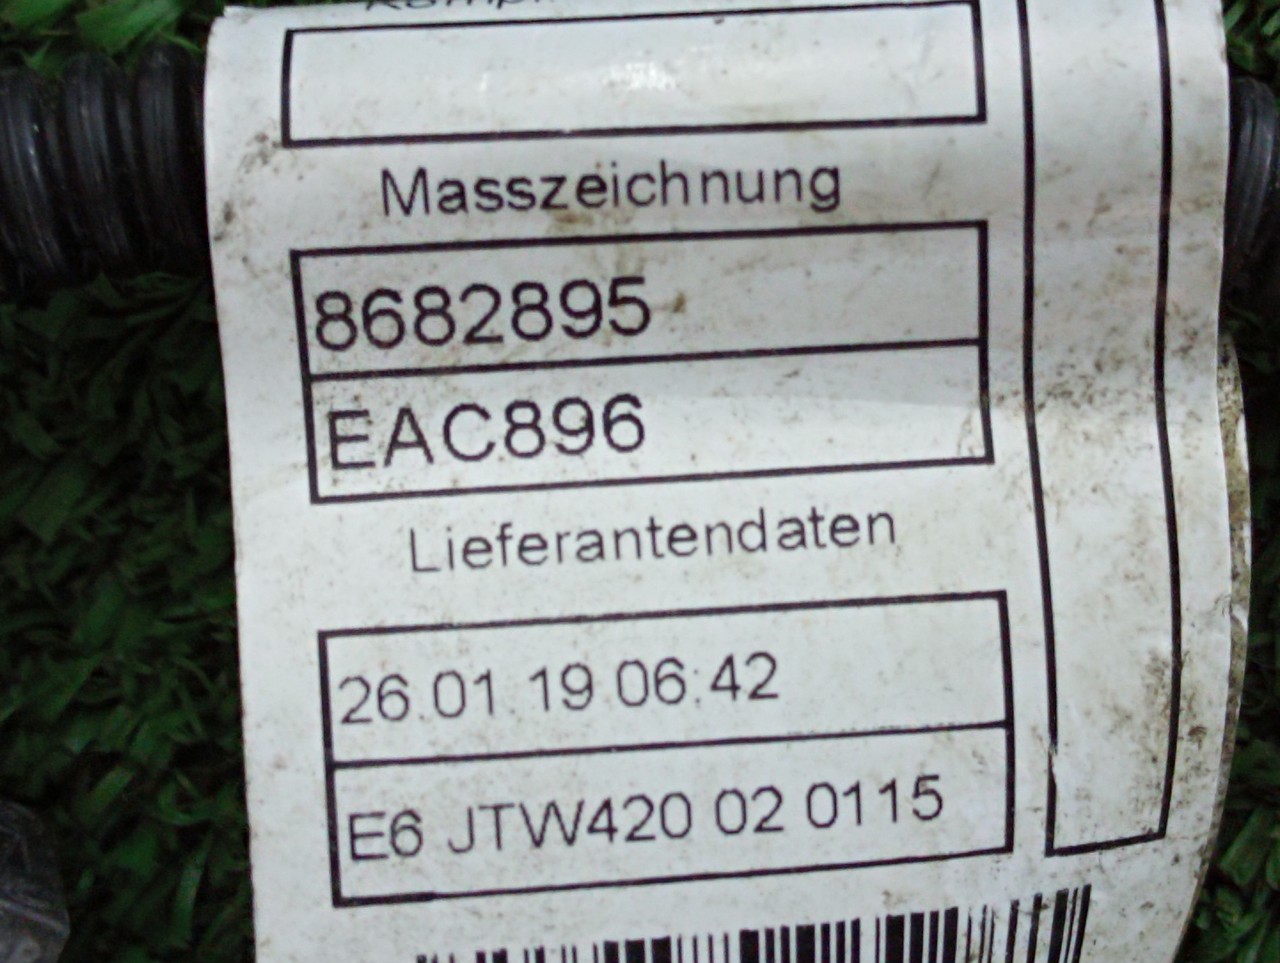 Masszeichnung
8682895
EAC896
Lieferantendaten
26.01.19 06:42
E6 JTW420 02 0115